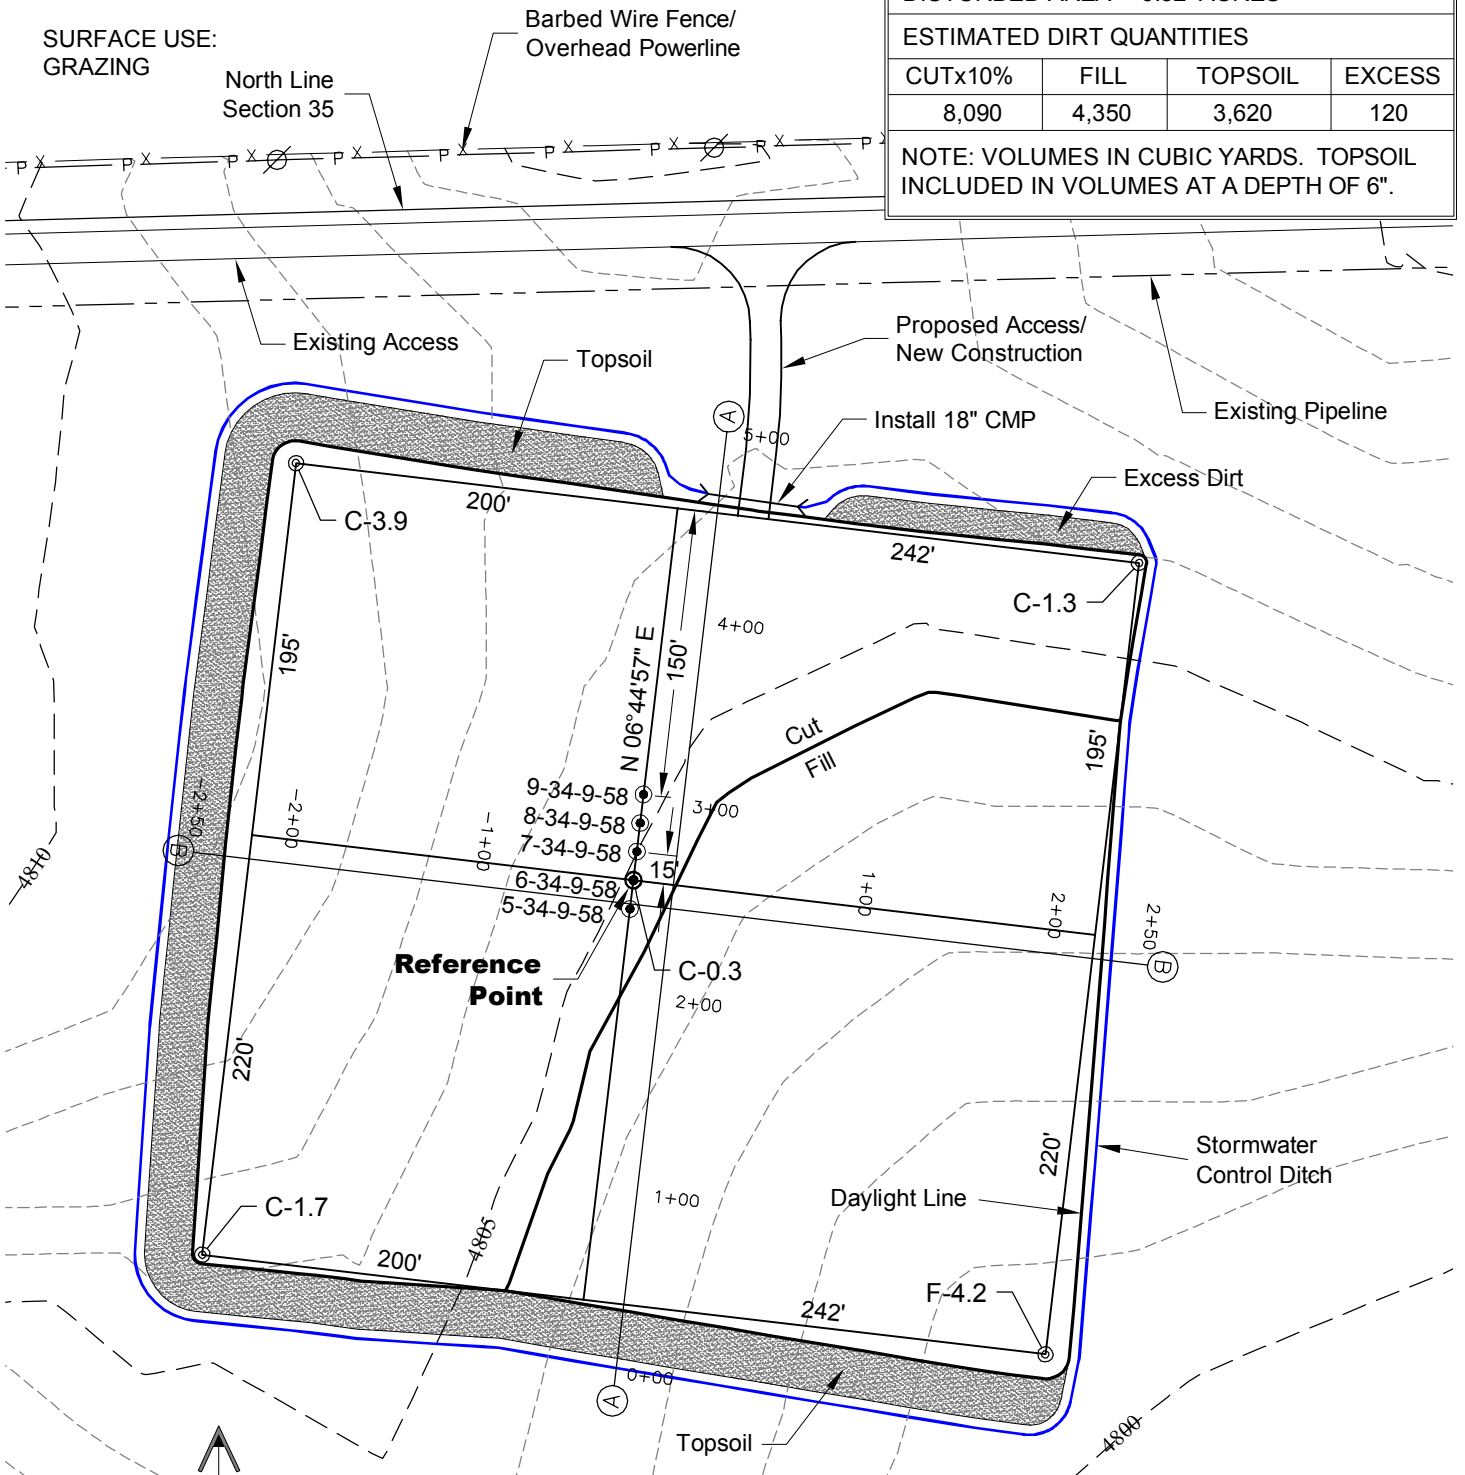 SURFACE USE:
GRAZING
North Line
Section 35
Barbed Wire Fence/
Overhead Powerline
ESTIMATED DIRT QUANTITIES
CUTx10% FILL TOPSOIL EXCESS
8,090 4,350 3,620 120
NOTE: VOLUMES IN CUBIC YARDS. TOPSOIL
INCLUDED IN VOLUMES AT A DEPTH OF 6".
P X P X P X P X P X P X P X P X
Existing Access
Topsoil
Proposed Access/
New Construction
Existing Pipeline
Install 18" CMP
Excess Dirt
A
5+00
200'
C-3.9
242'
C-1.3
195'
N 06°44'57" E
150'
4+00
Cut
Fill
195'
9-34-9-58
8-34-9-58
7-34-9-58
6-34-9-58
5-34-9-58
3+00
15'
-2+50
-2+00
-1+00
1+00
2+00
2+50
B
B
4810
Reference
Point
C-0.3
2+00
220'
220'
Stormwater
Control Ditch
Daylight Line
1+00
C-1.7
200'
4805
242'
F-4.2
0+00
A
Topsoil
4800